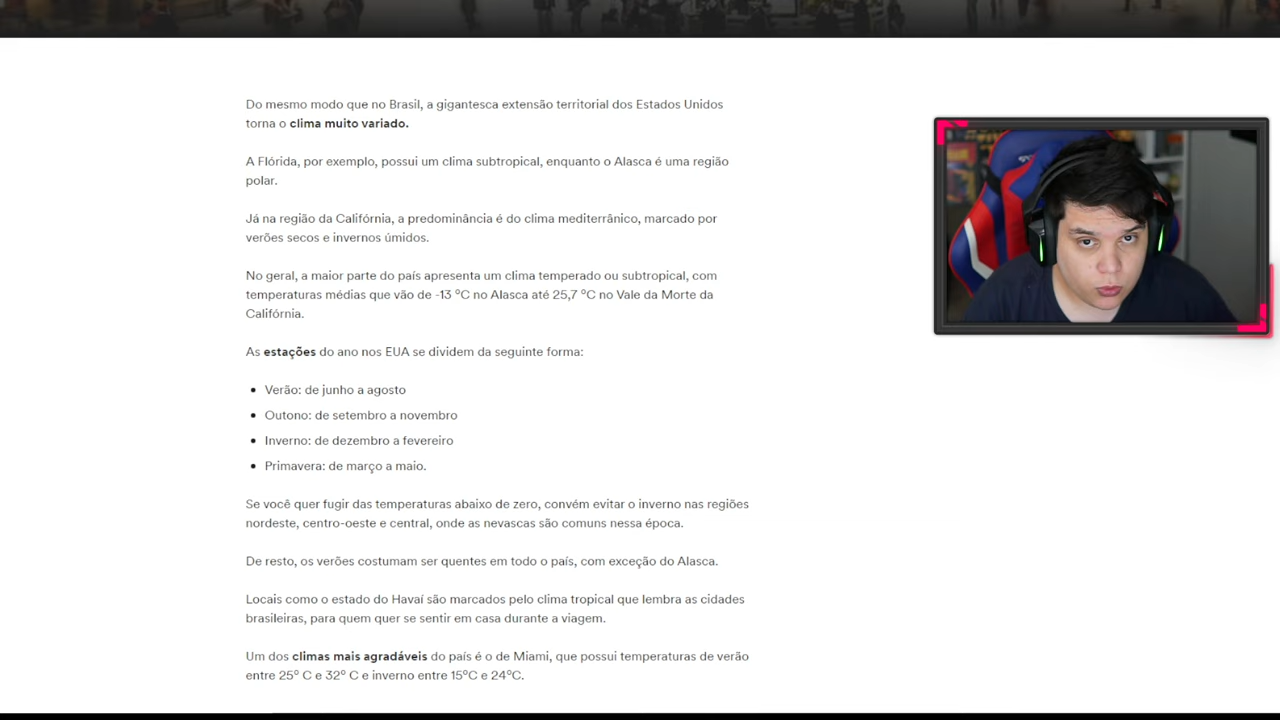 Do mesmo modo que no Brasil, a gigantesca extensão territorial dos Estados Unidos
torna o clima muito variado.
A Flórida, por exemplo, possui um clima subtropical, enquanto o Alasca é uma região
polar.
Já na região da Califórnia, a predominância é do clima mediterrânico, marcado por
verões secos e invernos úmidos.
No geral, a maior parte do país apresenta um clima temperado ou subtropical, com
temperaturas médias que vão de -13 ºC no Alasca até 25,7 ºC no Vale da Morte da
Califórnia.
As estações do ano nos EUA se dividem da seguinte forma:
• Verão: de junho a agosto
• Outono: de setembro a novembro
• Inverno: de dezembro a fevereiro
• Primavera: de março a maio.
Se você quer fugir das temperaturas abaixo de zero, convém evitar o inverno nas regiões
nordeste, centro-oeste e central, onde as nevascas são comuns nessa época.
De resto, os verões costumam ser quentes em todo o país, com exceção do Alasca.
Locais como o estado do Havaí são marcados pelo clima tropical que lembra as cidades
brasileiras, para quem quer se sentir em casa durante a viagem.
Um dos climas mais agradáveis do país é o de Miami, que possui temperaturas de verão
entre 25º C e 32º C e inverno entre 15ºC e 24ºC.